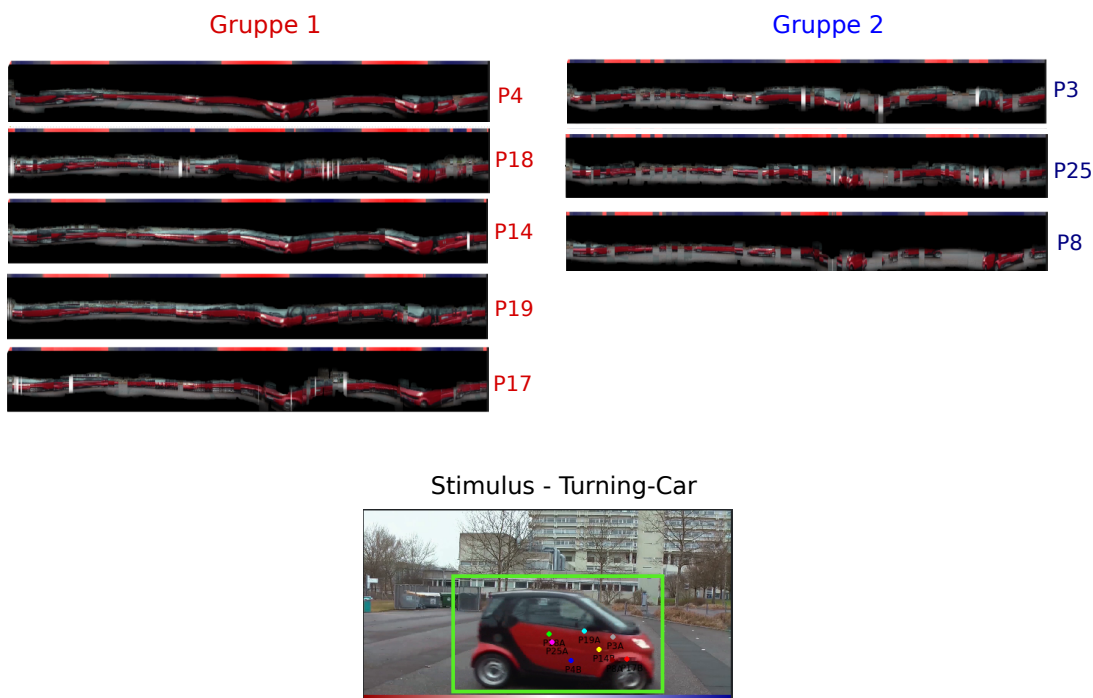 Gruppe 1
Gruppe 2
P4
P18
P14
P19
P17
P3
P25
P8
Stimulus - Turning-Car
P19A
P3A
P25A
P14B
P4B